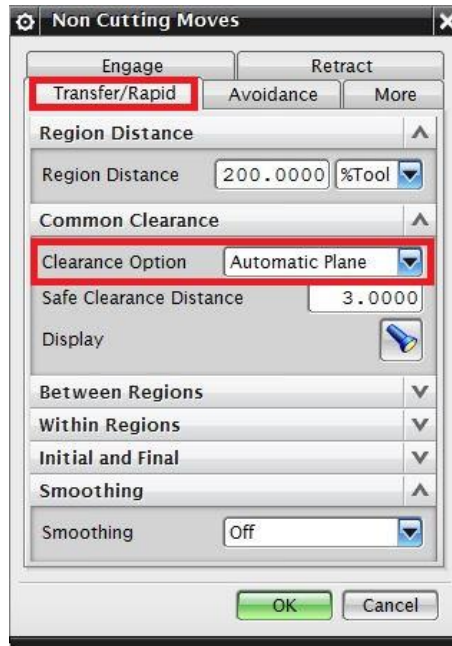 Non Cutting Moves
Engage Retract
Transfer/Rapid Avoidance More
Region Distance
Region Distance 200.0000 %Tool
Common Clearance
Clearance Option Automatic Plane
Safe Clearance Distance 3.0000
Display
Between Regions
Within Regions
Initial and Final
Smoothing
Smoothing Off
OK Cancel